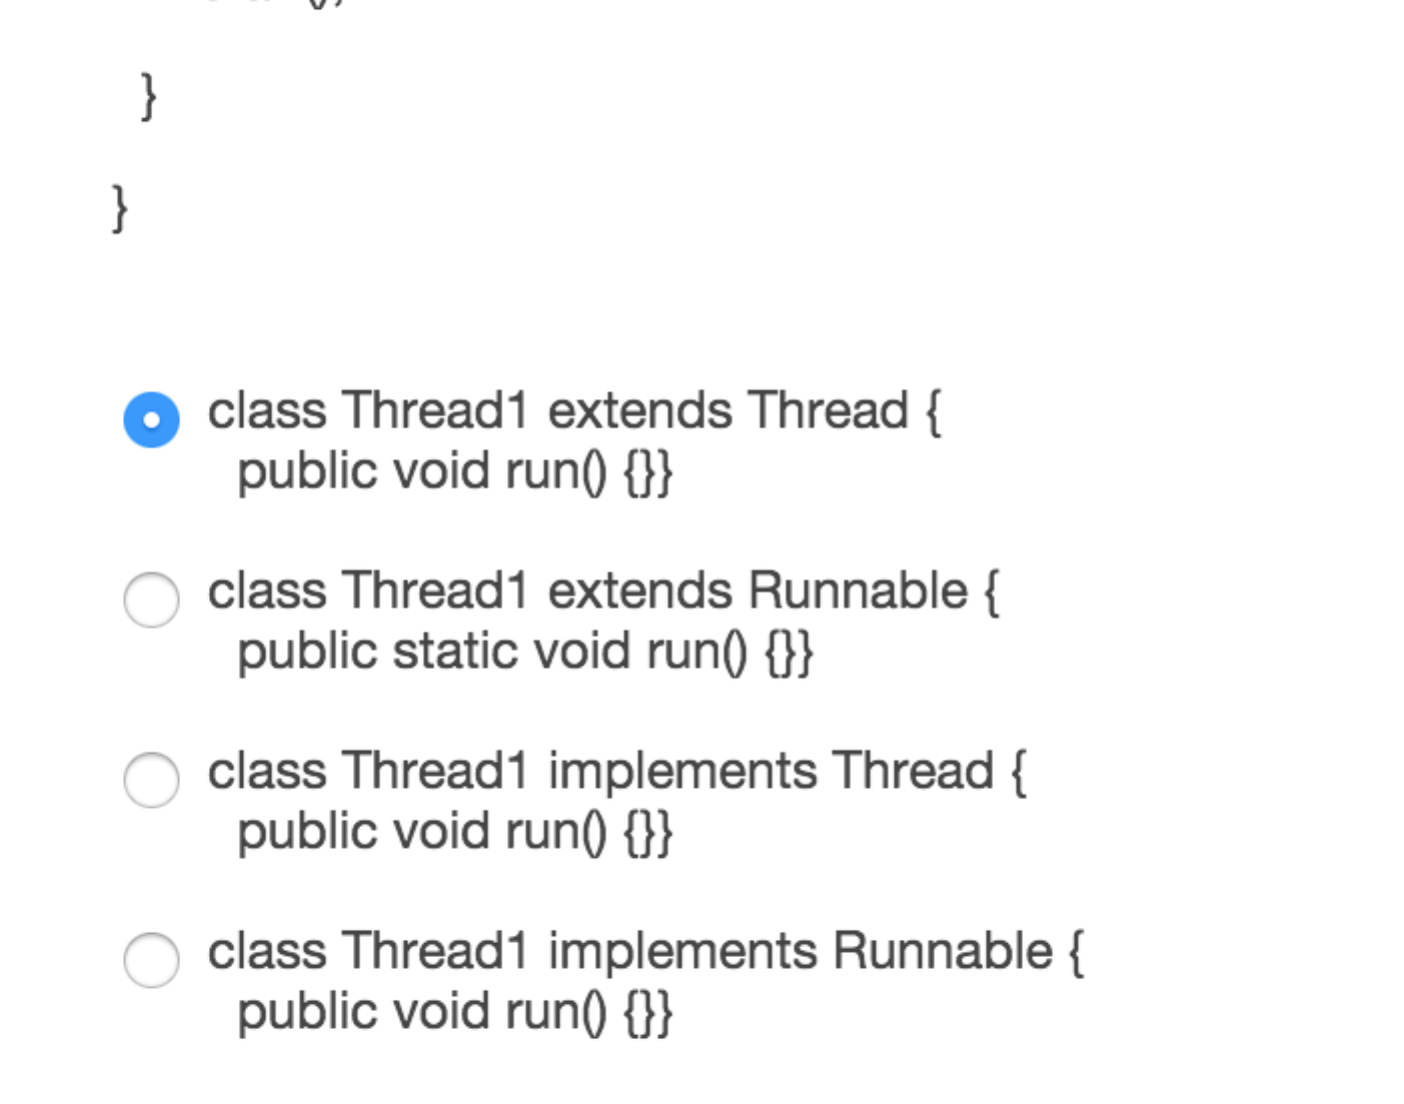 }
}
class Thread1 extends Thread {
public void run() {}}
class Thread1 extends Runnable {
public static void run() {}}
class Thread1 implements Thread {
public void run() {}}
class Thread1 implements Runnable {
public void run() {}}